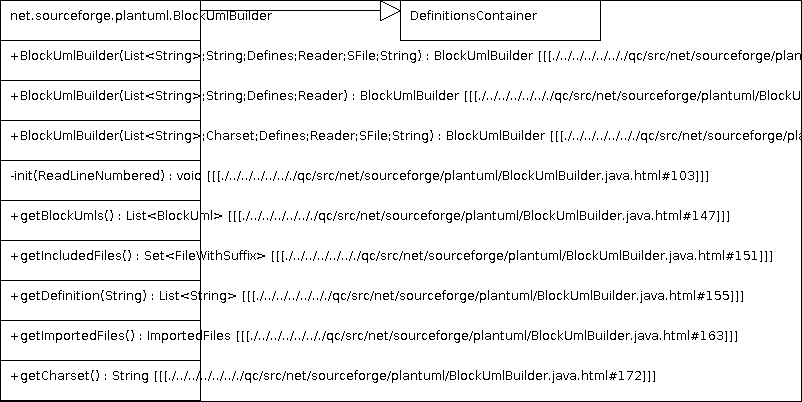 net.sourceforge.plantuml.BlockUmlBuilder
DefinitionsContainer
+BlockUmlBuilder(List<String>;String;Defines;Reader;SFile;String) : BlockUmlBuilder [[[./../../../../../../qc/src/net/sourceforge/plan
+BlockUmlBuilder(List<String>;String;Defines;Reader) : BlockUmlBuilder [[[./../../../../../../qc/src/net/sourceforge/plantuml/BlockU
+BlockUmlBuilder(List<String>;Charset;Defines;Reader;SFile;String) : BlockUmlBuilder [[[./../../../../../../qc/src/net/sourceforge/pla
-init(ReadLineNumbered) : void [[[./../../../../../../qc/src/net/sourceforge/plantuml/BlockUmlBuilder.java.html#103]]]
+getBlockUmls() : List<BlockUml> [[[./../../../../../../qc/src/net/sourceforge/plantuml/BlockUmlBuilder.java.html#147]]]
+getIncludedFiles() : Set<FileWithSuffix> [[[./../../../../../../qc/src/net/sourceforge/plantuml/BlockUmlBuilder.java.html#151]]]
+getDefinition(String) : List<String> [[[./../../../../../../qc/src/net/sourceforge/plantuml/BlockUmlBuilder.java.html#155]]]
+getImportedFiles() : ImportedFiles [[[./../../../../../../qc/src/net/sourceforge/plantuml/BlockUmlBuilder.java.html#163]]]
+getCharset() : String [[[./../../../../../../qc/src/net/sourceforge/plantuml/BlockUmlBuilder.java.html#172]]]